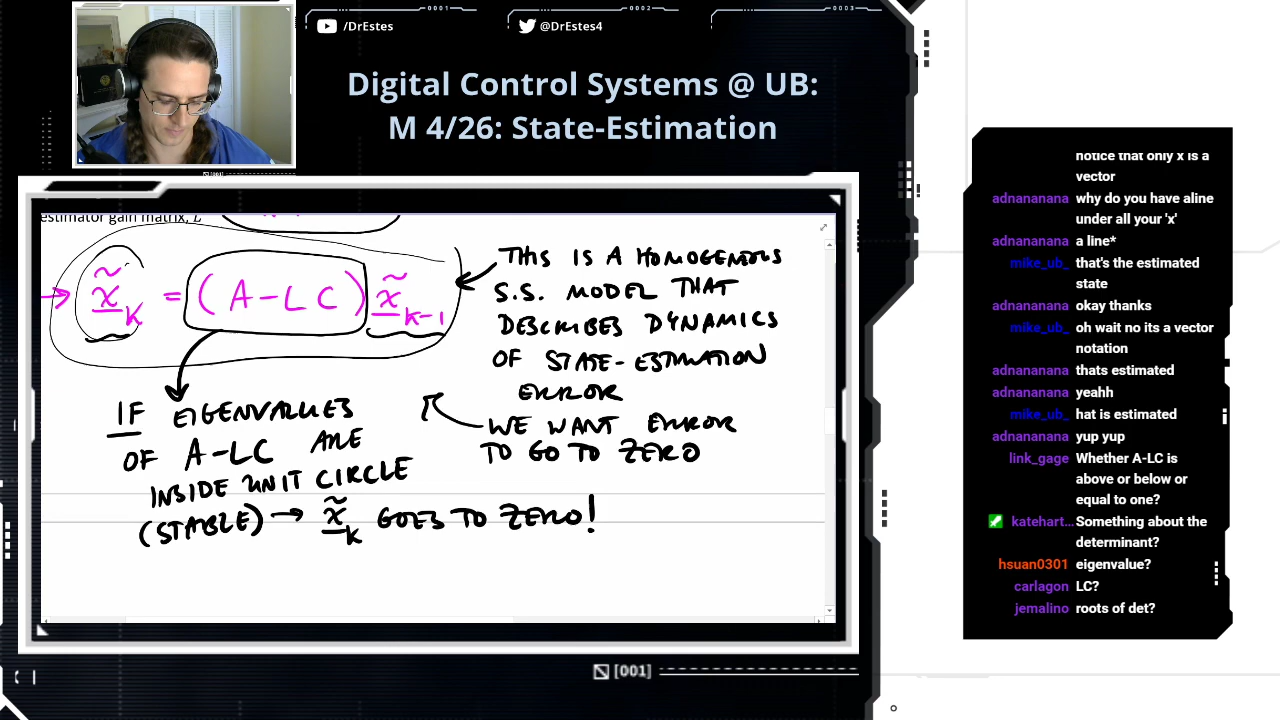 0001
0002
0003
/DrEstes
@DrEstes4
Digital Control Systems @ UB:
M 4/26: State-Estimation
[001]
estimator gain matrix, L
x̃k = (A-LC) x̃k-1
THIS IS A HOMOGENOUS
S.S. MODEL THAT
DESCRIBES DYNAMICS
OF STATE-ESTIMATION
ERROR
WE WANT ERROR
TO GO TO ZERO
IF EIGENVALUES
OF A-LC ARE
INSIDE UNIT CIRCLE
(STABLE) → x̃k GOES TO ZERO!
[001]
notice that only x is a
vector
adnananana why do you have aline
under all your 'x'
adnananana a line*
mike_ub_ that's the estimated
state
adnananana okay thanks
mike_ub_ oh wait no its a vector
notation
adnananana thats estimated
adnananana yeahh
mike_ub_ hat is estimated
adnananana yup yup
link_gage Whether A-LC is
above or below or
equal to one?
katehart... Something about the
determinant?
hsuan0301 eigenvalue?
carlagon LC?
jemalino roots of det?